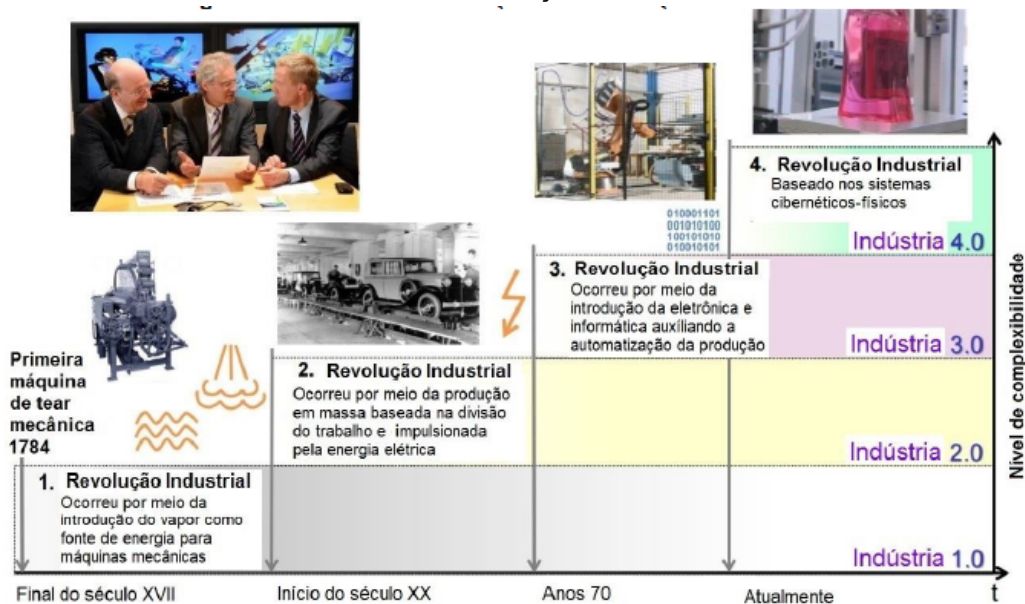 010001101
001010100
100101010
010010101
4. Revolução Industrial
Baseado nos sistemas
cibernéticos-físicos
Indústria 4.0
3. Revolução Industrial
Ocorreu por meio da
introdução da eletrônica e
informática auxíliando a
automatização da produção
Indústria 3.0
Primeira
máquina
de tear
mecânica
1784
2. Revolução Industrial
Ocorreu por meio da produção
em massa baseada na divisão
do trabalho e impulsionada
pela energia elétrica
Indústria 2.0
1. Revolução Industrial
Ocorreu por meio da
introdução do vapor como
fonte de energia para
máquinas mecânicas
Indústria 1.0
Nivel de complexibilidade
Final do século XVII
Início do século XX
Anos 70
Atualmente
t